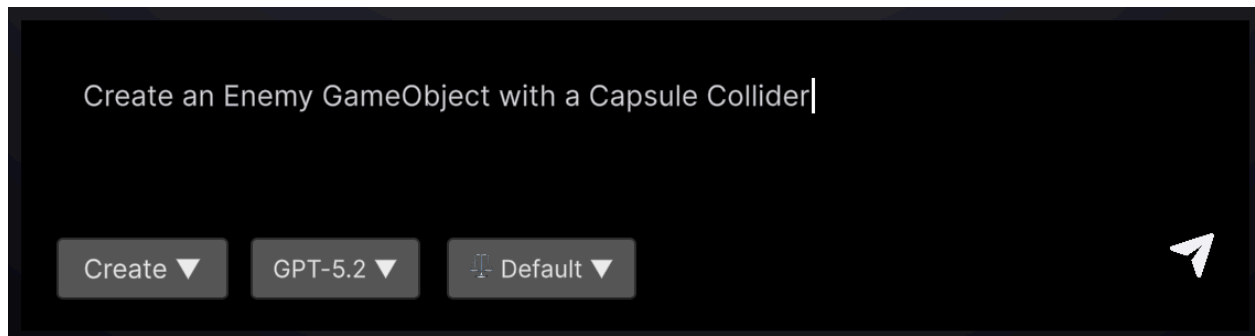 Create an Enemy GameObject with a Capsule Collider
Create ▼ GPT-5.2 ▼ Default ▼